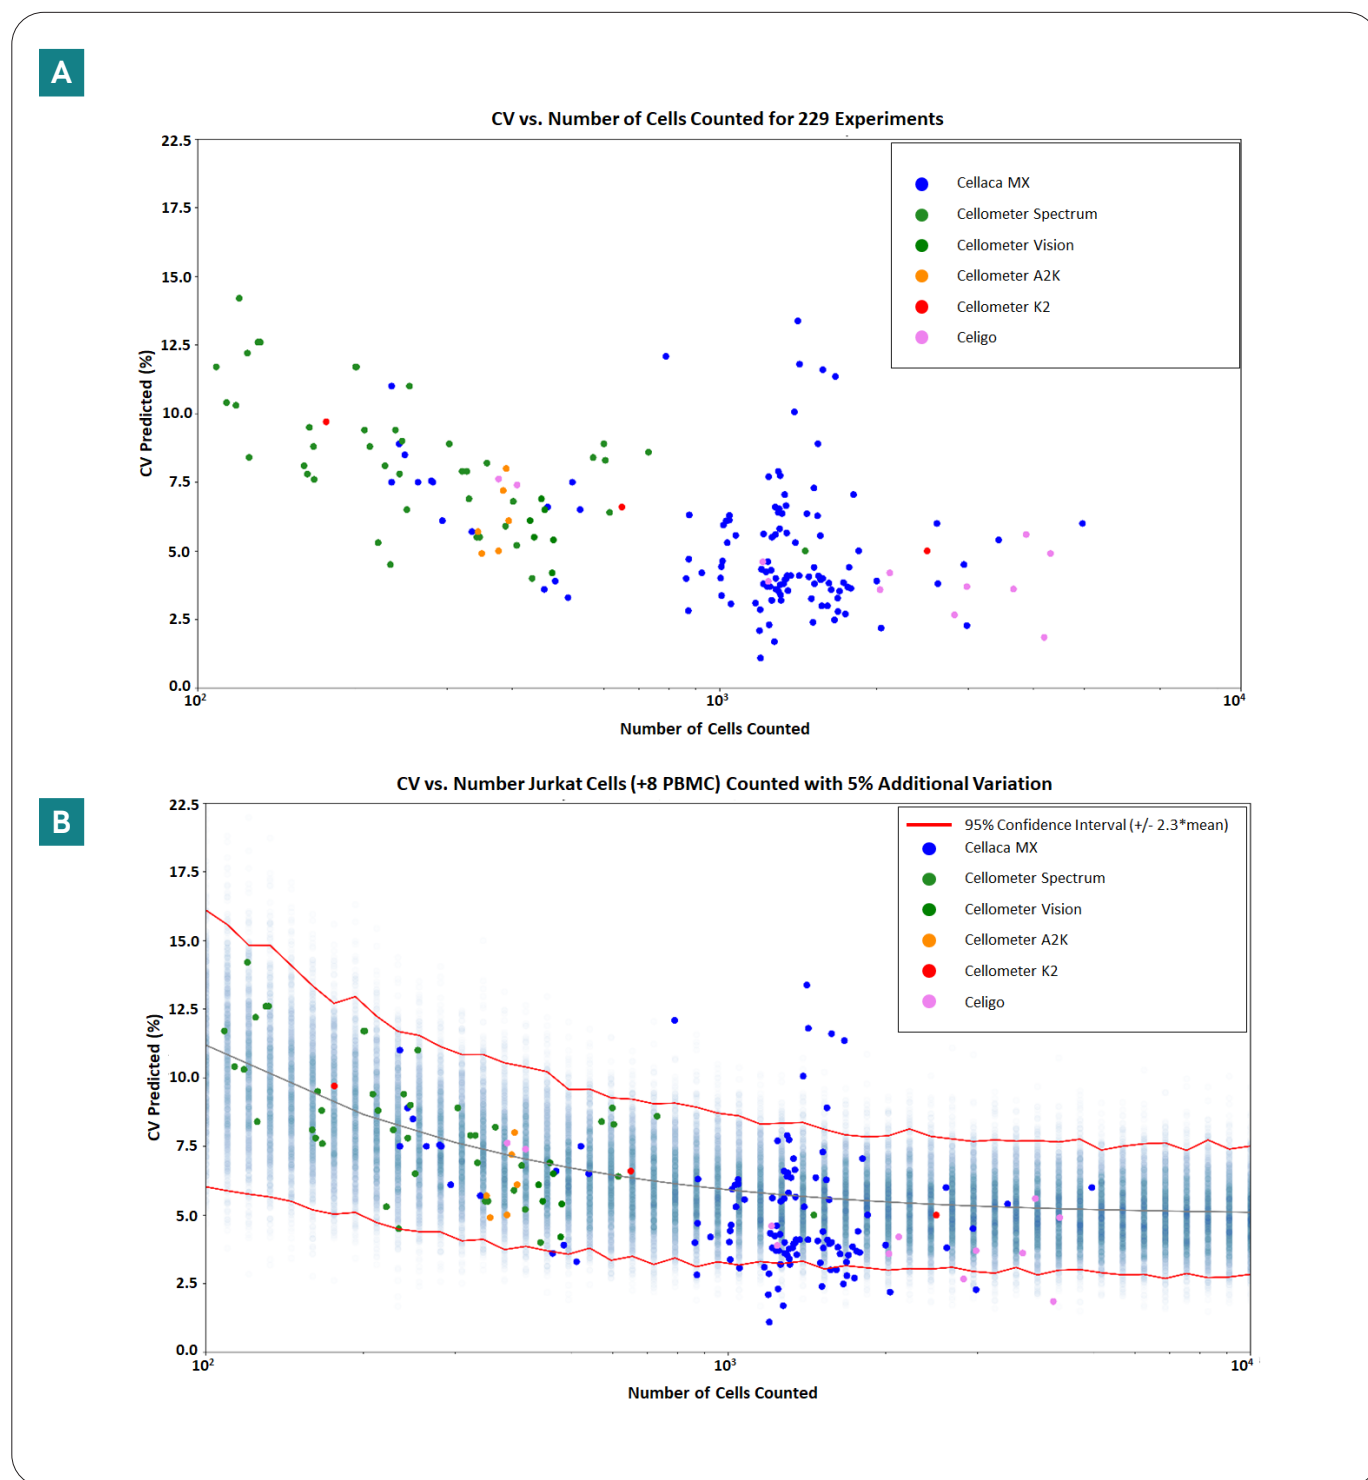 A
CV vs. Number of Cells Counted for 229 Experiments
22.5
17.5
15.0
12.5
10.0
7.5
5.0
2.5
0.0
CV Predicted (%)
Cellaca MX
Cellometer Spectrum
Cellometer Vision
Cellometer A2K
Cellometer K2
Celigo
10²
10³
10⁴
Number of Cells Counted
CV vs. Number Jurkat Cells (+8 PBMC) Counted with 5% Additional Variation
B
22.5
17.5
15.0
12.5
10.0
7.5
5.0
2.5
0.0
CV Predicted (%)
95% Confidence Interval (+/- 2.3*mean)
Cellaca MX
Cellometer Spectrum
Cellometer Vision
Cellometer A2K
Cellometer K2
Celigo
10²
10³
10⁴
Number of Cells Counted